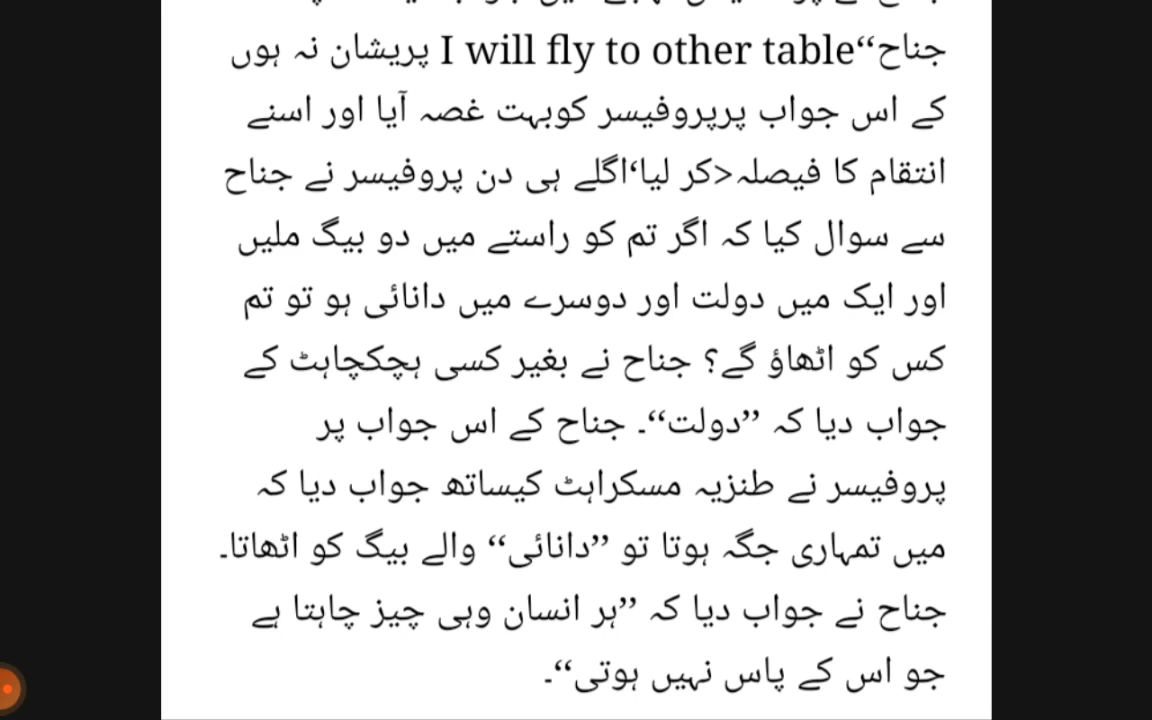 جناح“I will fly to other table پریشان نہ ہوں
کے اس جواب پرپروفیسر کوبہت غصہ آیا اور اسنے
انتقام کا فیصلہ<کر لیا‘اگلے ہی دن پروفیسر نے جناح
سے سوال کیا کہ اگر تم کو راستے میں دو بیگ ملیں
اور ایک میں دولت اور دوسرے میں دانائی ہو تو تم
کس کو اٹھاؤ گے؟ جناح نے بغیر کسی ہچکچاہٹ کے
جواب دیا کہ ’’دولت‘‘۔ جناح کے اس جواب پر
پروفیسر نے طنزیہ مسکراہٹ کیساتھ جواب دیا کہ
میں تمہاری جگہ ہوتا تو ’’دانائی‘‘ والے بیگ کو اٹھاتا۔
جناح نے جواب دیا کہ ’’ہر انسان وہی چیز چاہتا ہے
جو اس کے پاس نہیں ہوتی‘‘۔